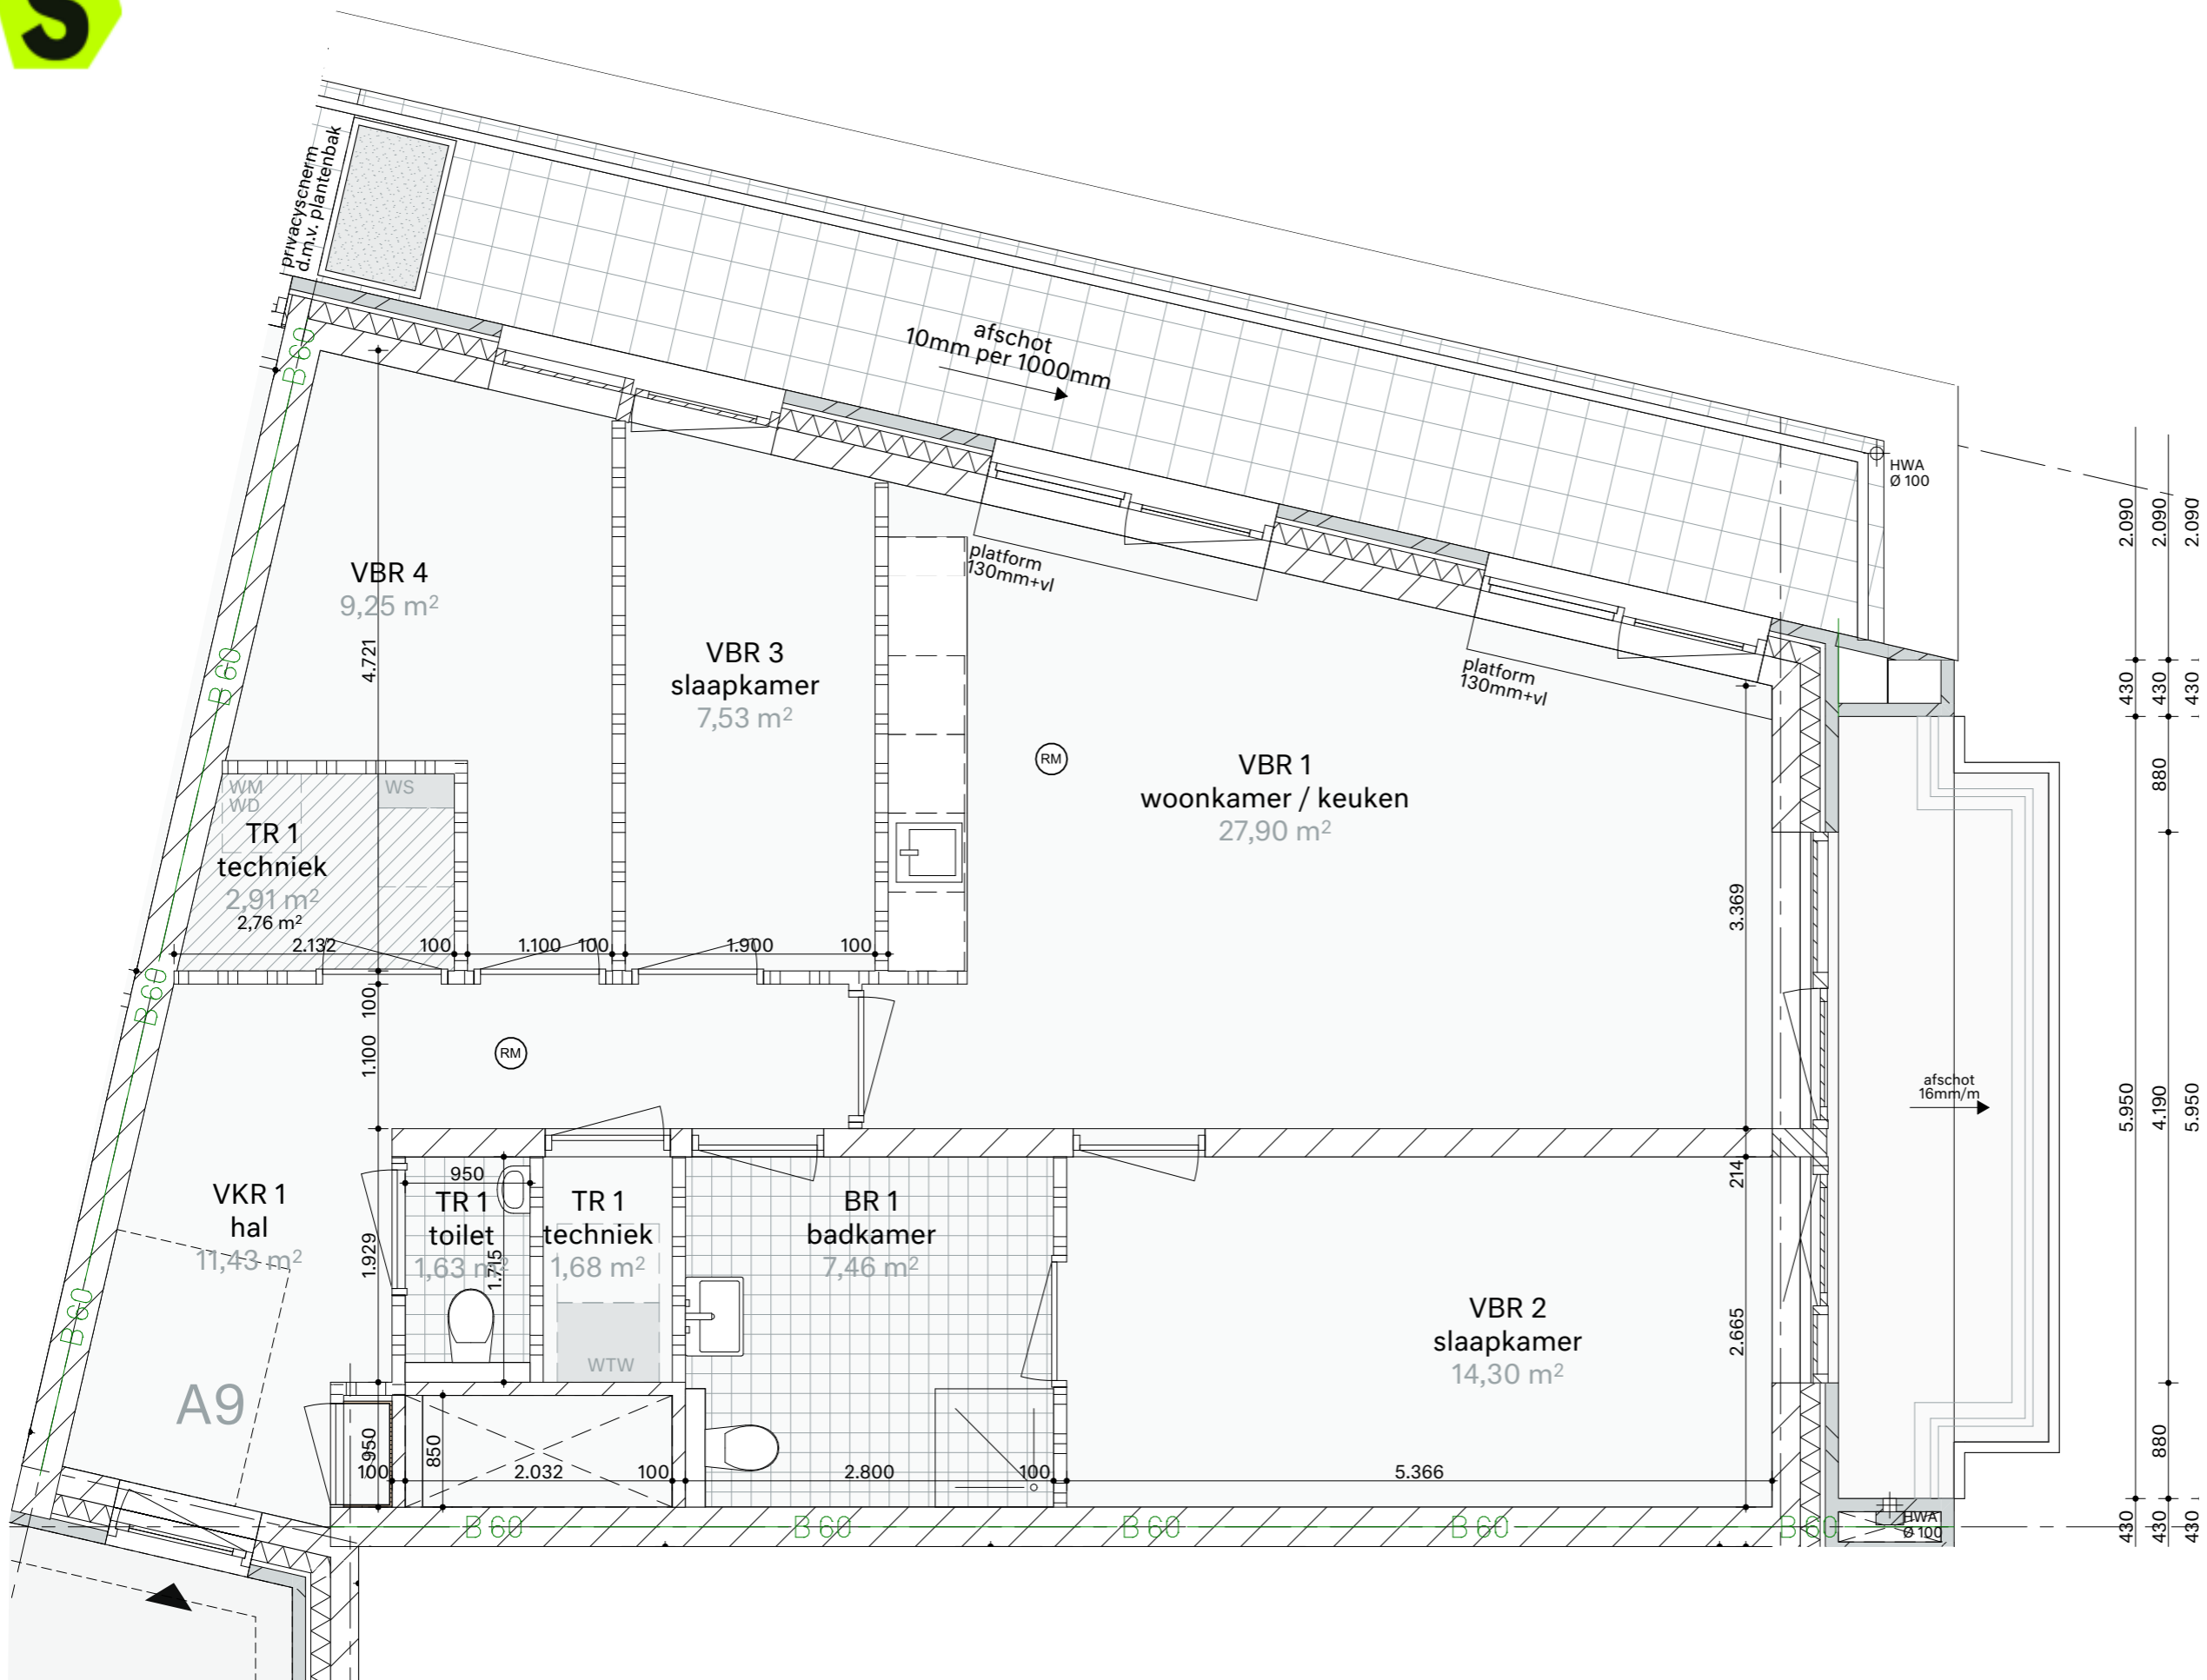 S
privacyscherm
d.m.v. plantenbak
afschot
10mm per 1000mm
HWA
Ø 100
B 60
B 60
B 60
B 60
platform
130mm+vl
platform
130mm+vl
VBR 4
9,25 m²
4.721
VBR 3
slaapkamer
7,53 m²
RM
VBR 1
woonkamer / keuken
27,90 m²
WM
WD
WS
TR 1
techniek
2,91 m²
2,76 m²
2.132
100
1.100
100
1.900
100
3.369
100
1.100
RM
afschot
16mm/m
VKR 1
hal
11,43 m²
950
TR 1
toilet
1,63 m²
1.715
1.929
TR 1
techniek
1,68 m²
WTW
BR 1
badkamer
7,46 m²
214
VBR 2
slaapkamer
14,30 m²
2.665
A9
950
100
850
2.032
100
2.800
100
5.366
B 60
B 60
B 60
B 60
B 60
HWA
Ø 100
2.090
2.090
2.090
430
430
430
880
5.950
4.190
5.950
880
430
430
430